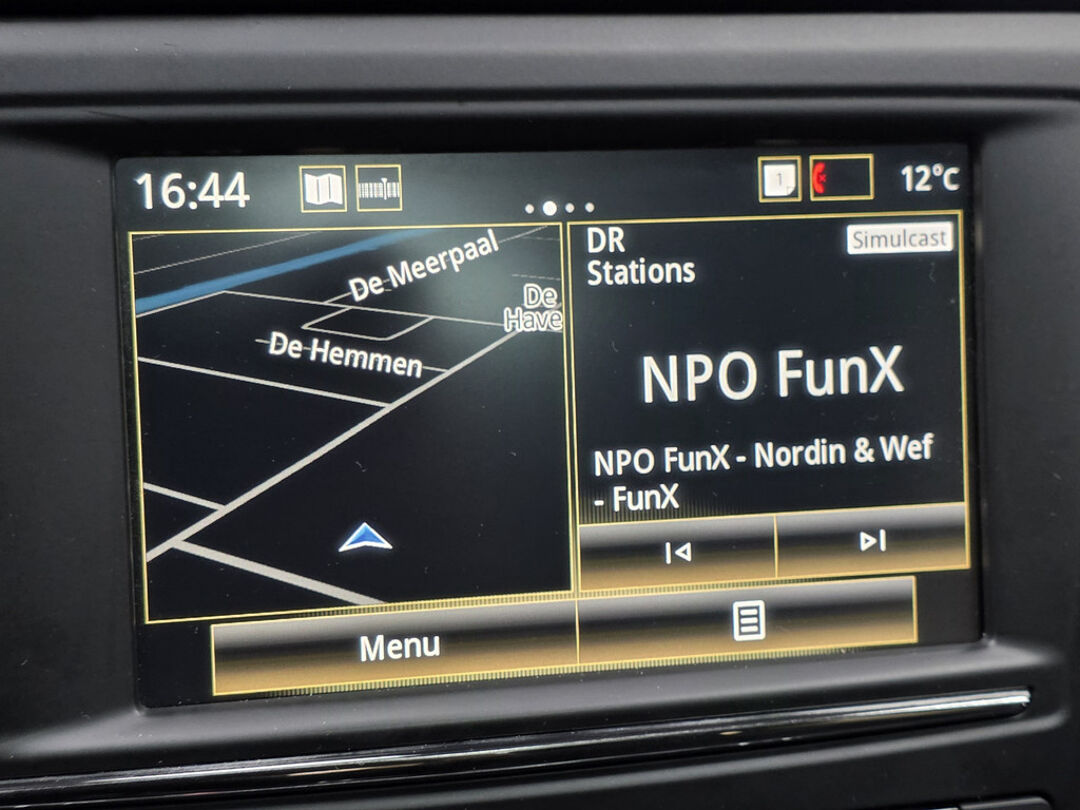 16:44
1
12°C
De Meerpaal
De
Have
De Hemmen
DR
Stations
Simulcast
NPO FunX
NPO FunX - Nordin & Wef
- FunX
Menu